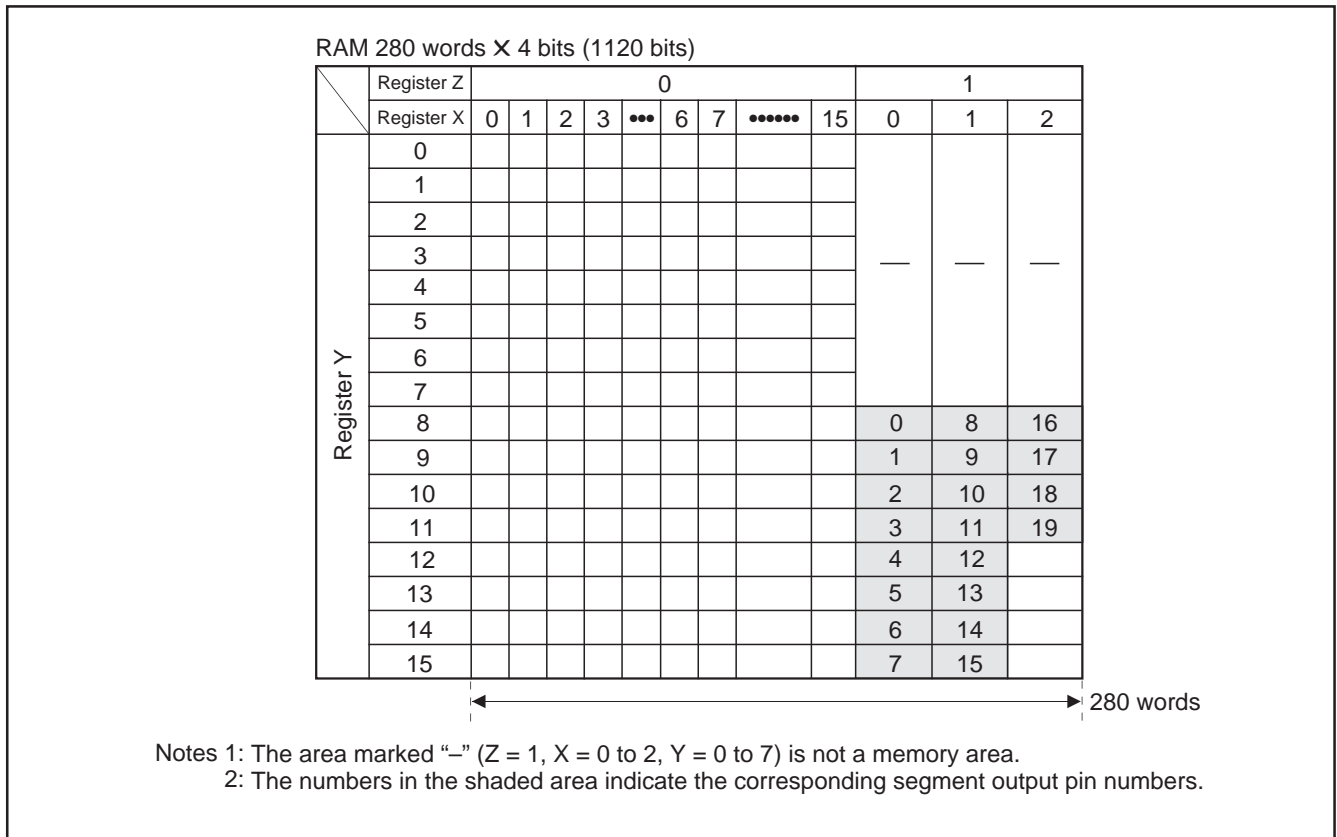 RAM 280 words × 4 bits (1120 bits)
Register Z 0 1
Register X 0 1 2 3 ••• 6 7 •••••• 15 0 1 2
Register Y
0
1
2
3 — — —
4
5
6
7
8 0 8 16
9 1 9 17
10 2 10 18
11 3 11 19
12 4 12
13 5 13
14 6 14
15 7 15
280 words
Notes 1: The area marked “–” (Z = 1, X = 0 to 2, Y = 0 to 7) is not a memory area.
2: The numbers in the shaded area indicate the corresponding segment output pin numbers.